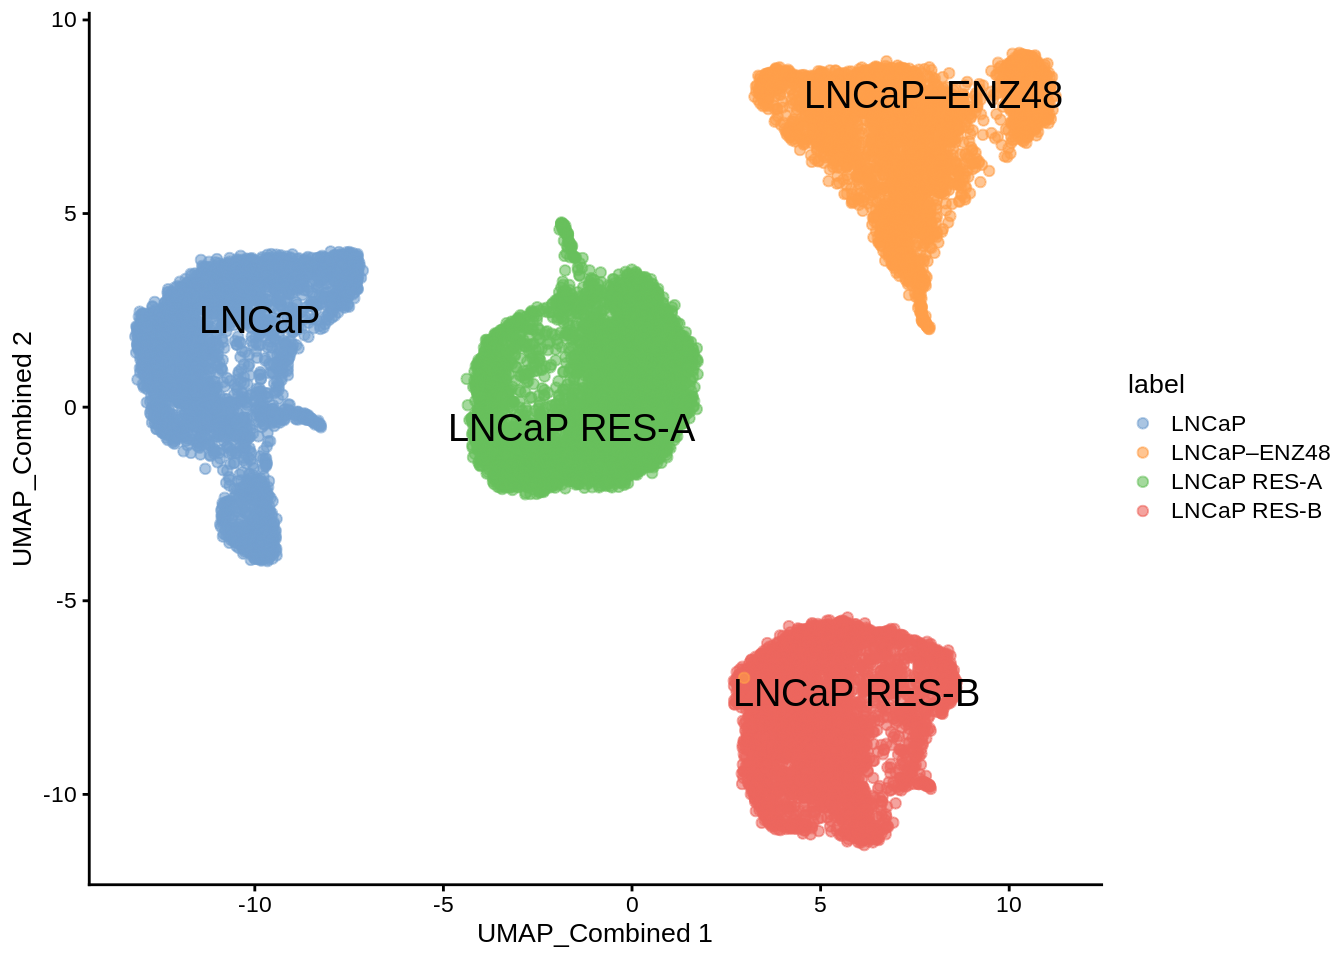 10
5
0
-5
-10
UMAP_Combined 2
LNCaP–ENZ48
LNCaP
LNCaP RES-A
LNCaP RES-B
-10
-5
0
5
10
UMAP_Combined 1
label
LNCaP
LNCaP–ENZ48
LNCaP RES-A
LNCaP RES-B